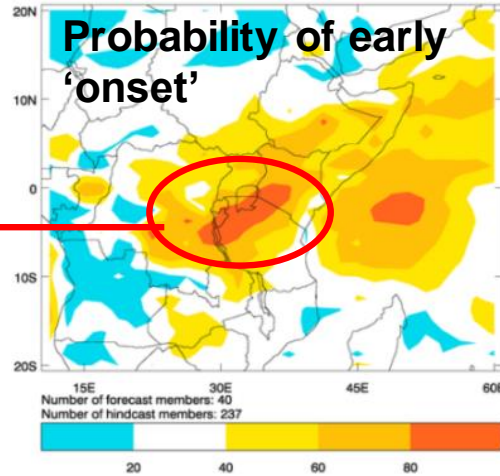 20N
Probability of early
‘onset’
10N
0
10S
20S
15E 30E 45E 60E
Number of forecast members: 40
Number of hindcast members: 237
20 40 60 80